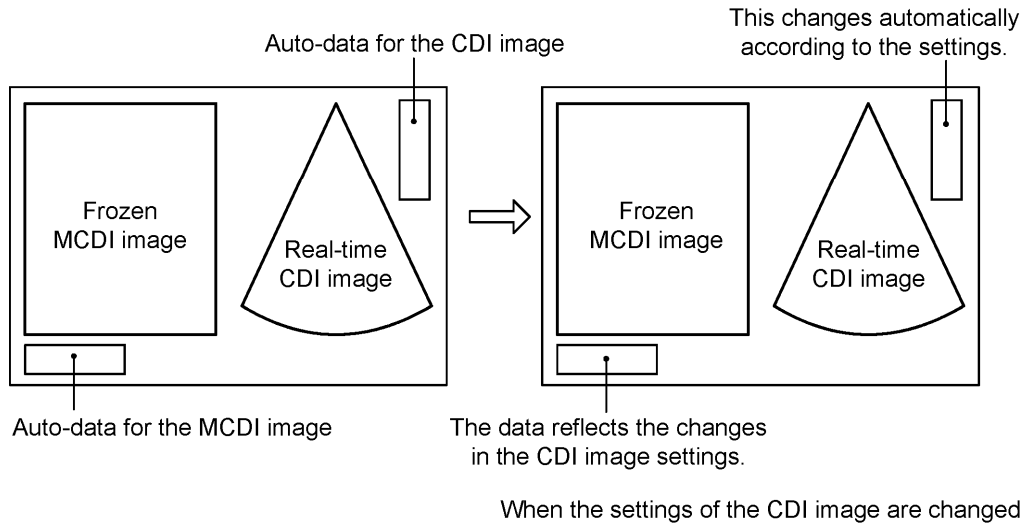 Auto-data for the CDI image
This changes automatically
according to the settings.
Frozen
MCDI image
Real-time
CDI image
Frozen
MCDI image
Real-time
CDI image
Auto-data for the MCDI image
The data reflects the changes
in the CDI image settings.
When the settings of the CDI image are changed